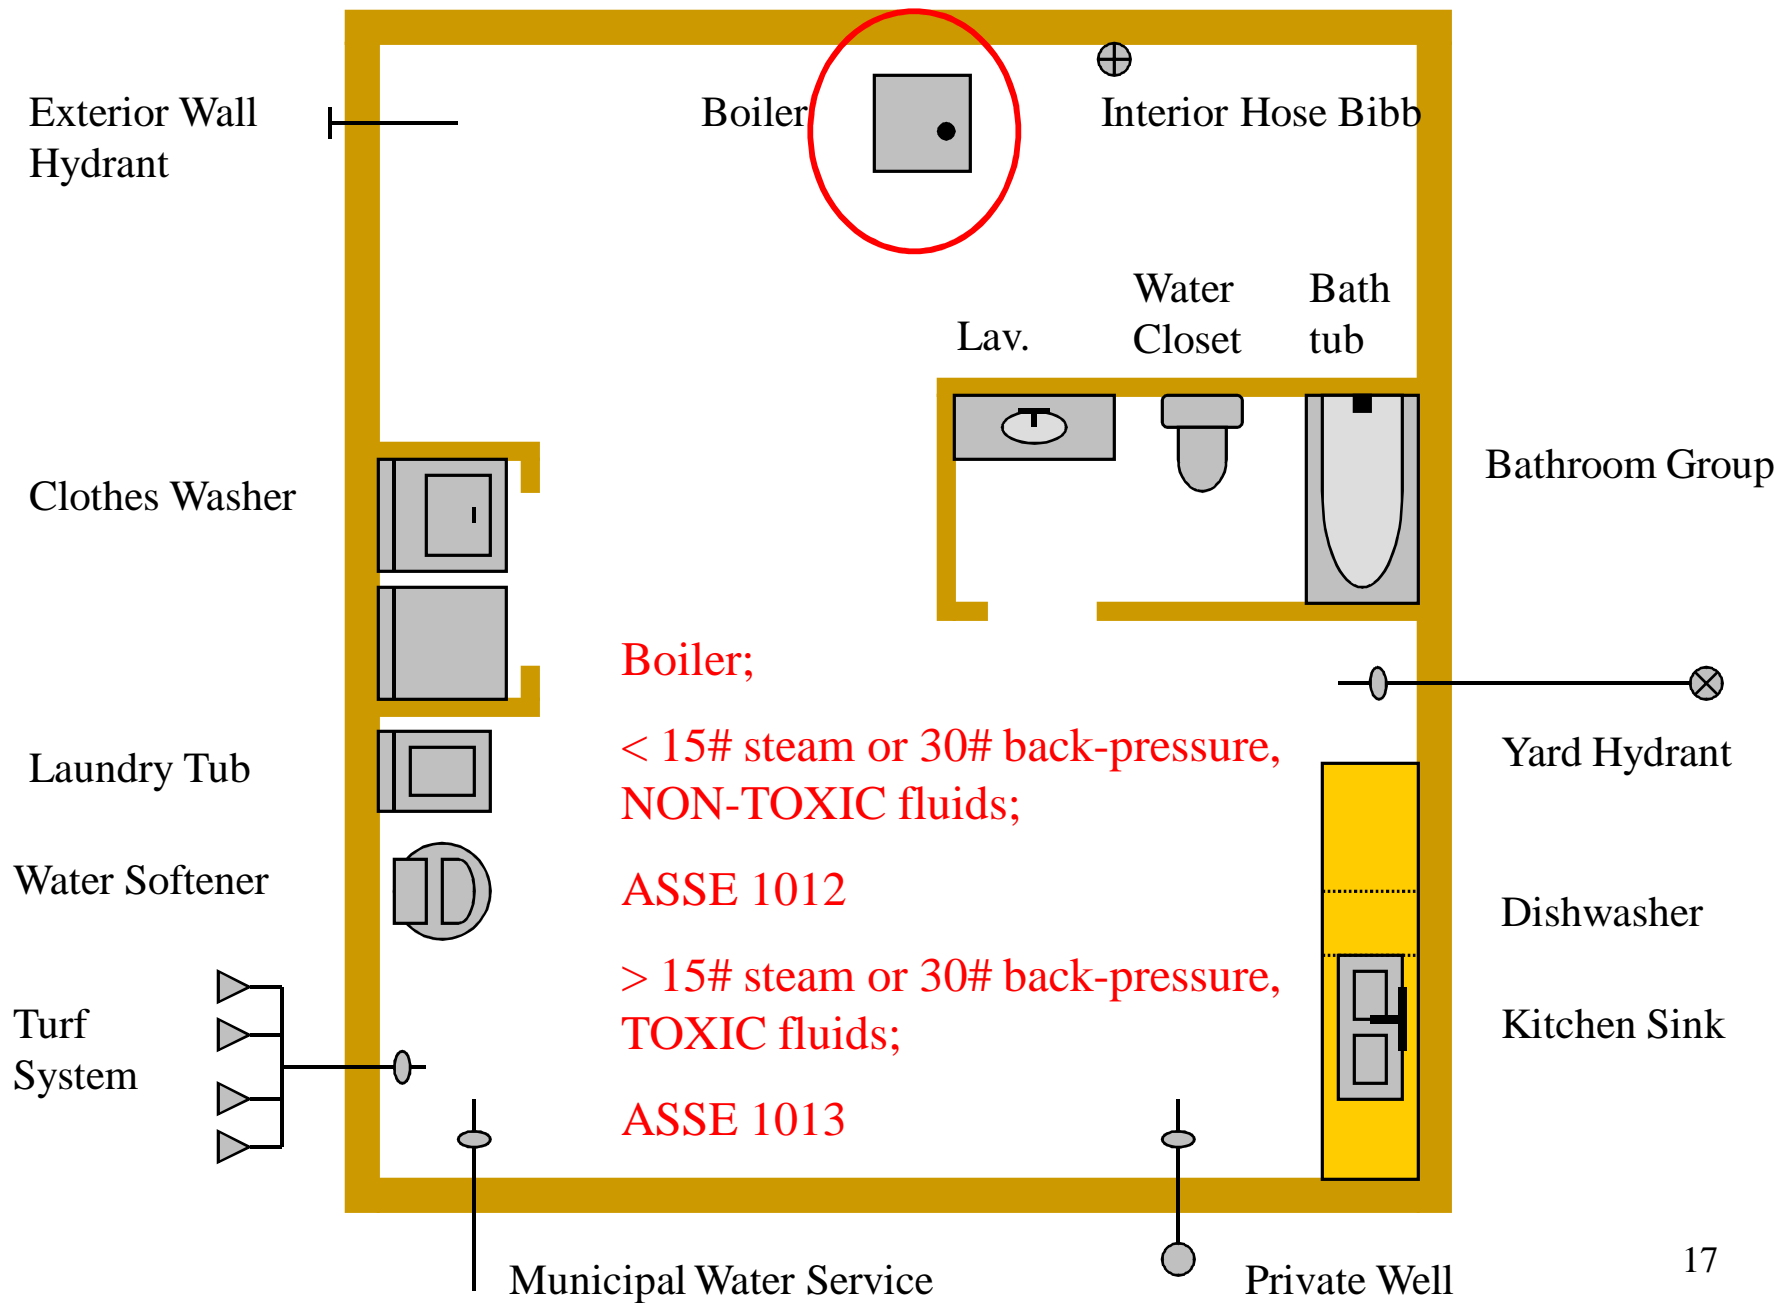 Exterior Wall
Hydrant
Boiler
Interior Hose Bibb
Water
Closet
Bath
tub
Lav.
Clothes Washer
Bathroom Group
Boiler;
< 15# steam or 30# back-pressure,
NON-TOXIC fluids;
ASSE 1012
> 15# steam or 30# back-pressure,
TOXIC fluids;
ASSE 1013
Laundry Tub
Yard Hydrant
Water Softener
Dishwasher
Turf
System
Kitchen Sink
Municipal Water Service
Private Well
17